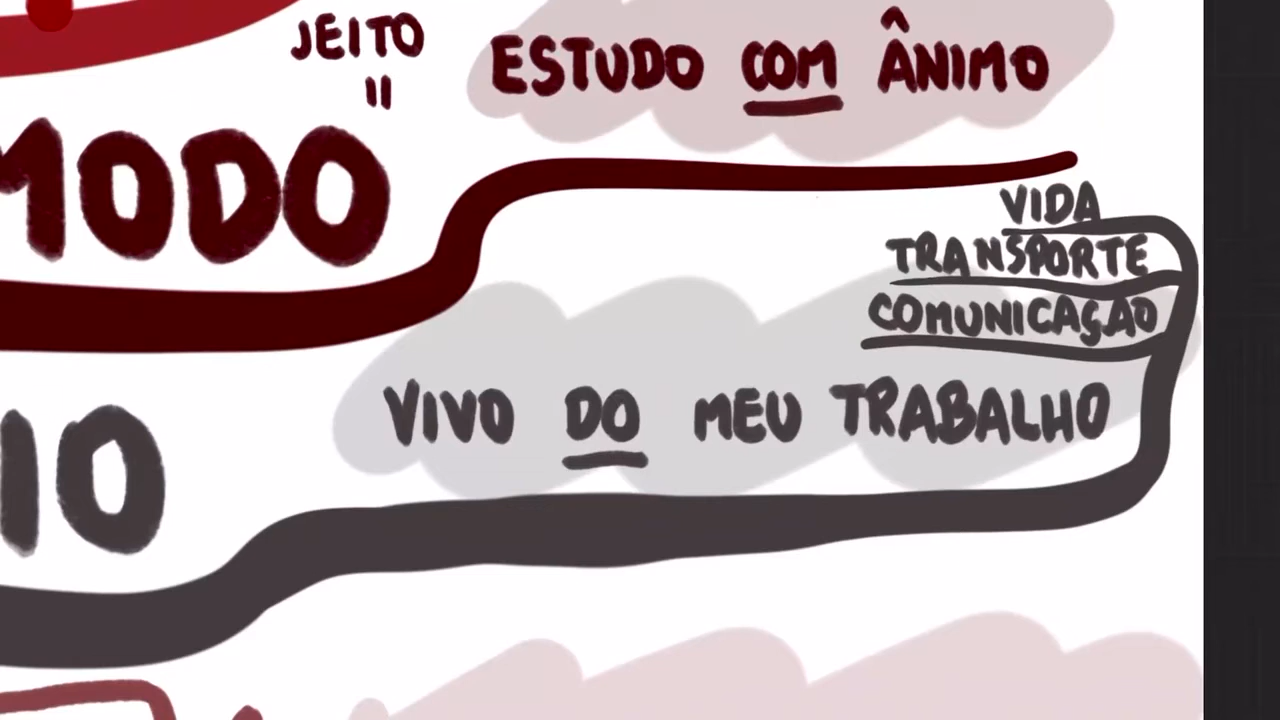 JEITO
ESTUDO COM ÂNIMO
MODO
VIDA
TRANSPORTE
COMUNICAÇÃO
VIVO DO MEU TRABALHO
IO